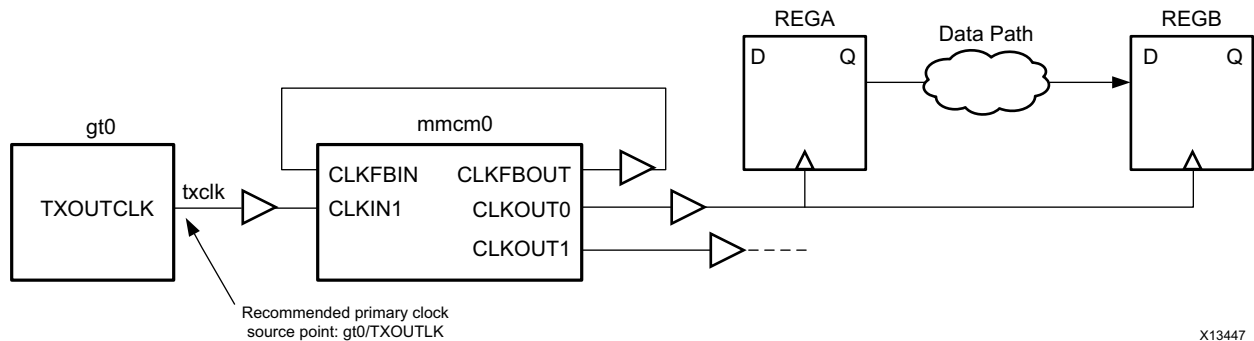 REGA
REGB
Data Path
D
Q
D
Q
gt0
mmcm0
txclk
TXOUTCLK
CLKFBIN
CLKFBOUT
CLKIN1
CLKOUT0
CLKOUT1
Recommended primary clock
source point: gt0/TXOUTLK
X13447